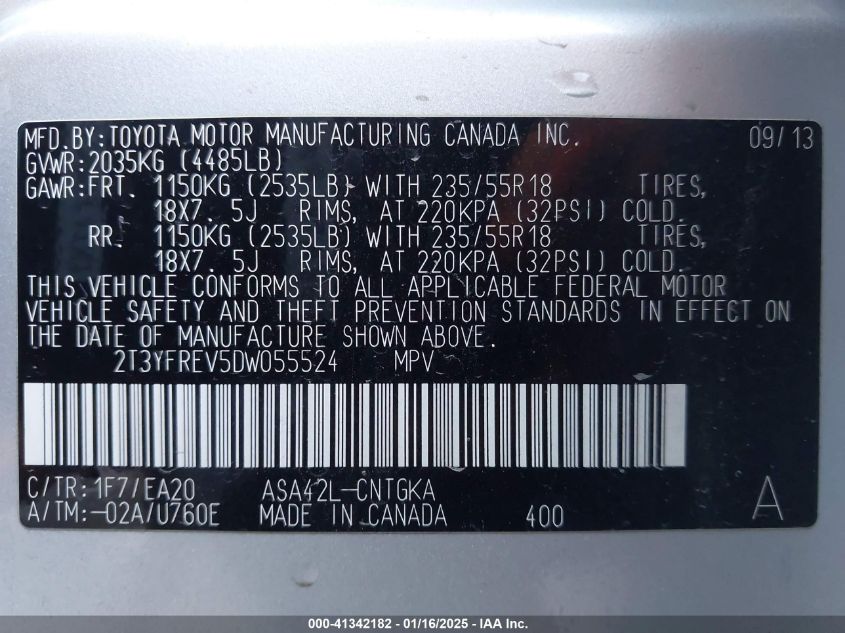 MFD.BY:TOYOTA MOTOR MANUFACTURING CANADA INC. 09/13
GVWR:2035KG (4485LB)
GAWR:FRT. 1150KG (2535LB) WITH 235/55R18 TIRES,
18X7. 5J RIMS, AT 220KPA (32PSI) COLD.
RR. 1150KG (2535LB) WITH 235/55R18 TIRES,
18X7. 5J RIMS, AT 220KPA (32PSI) COLD.
THIS VEHICLE CONFORMS TO ALL APPLICABLE FEDERAL MOTOR
VEHICLE SAFETY AND THEFT PREVENTION STANDARDS IN EFFECT ON
THE DATE OF MANUFACTURE SHOWN ABOVE.
2T3YFREV5DW055524 MPV
C/TR:1F7/EA20 ASA42L-CNTGKA
A/TM:-02A/U760E MADE IN CANADA 400 A
000-41342182 - 01/16/2025 - IAA Inc.